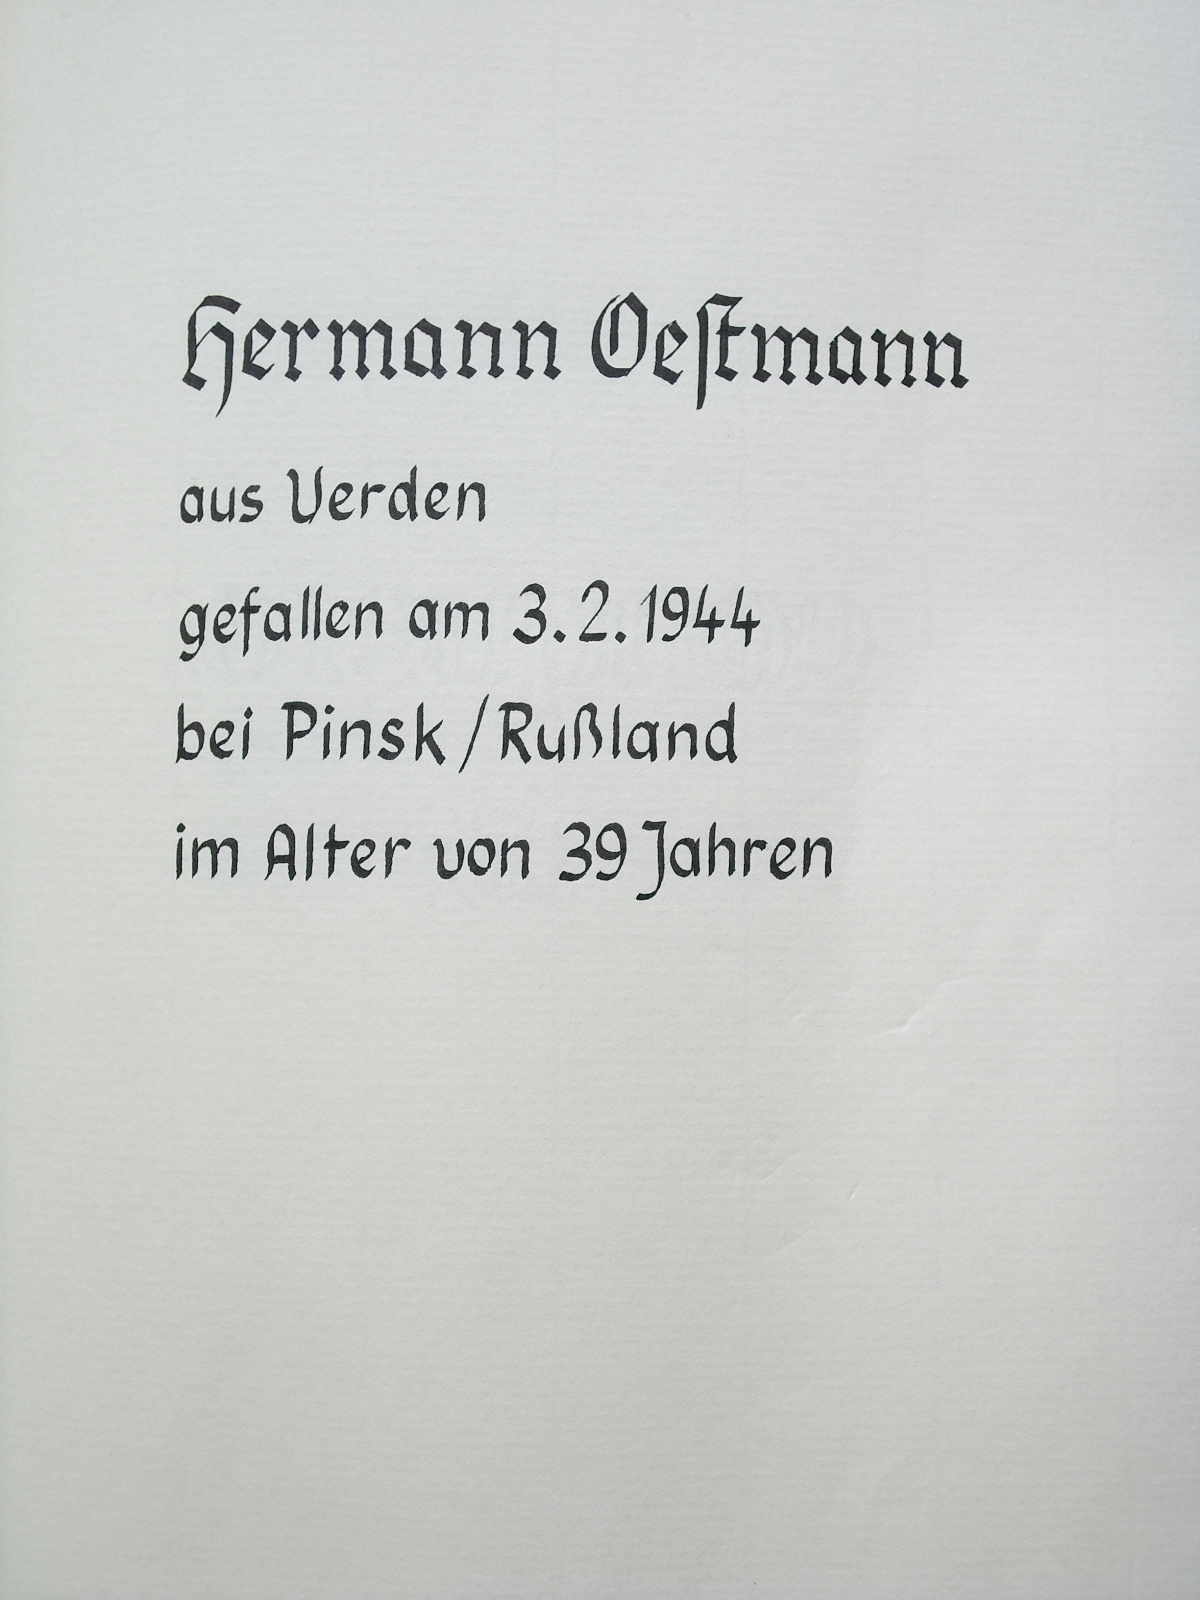 Hermann Oeſtmann
aus Verden
gefallen am 3.2.1944
bei Pinsk/Rußland
im Alter von 39 Jahren